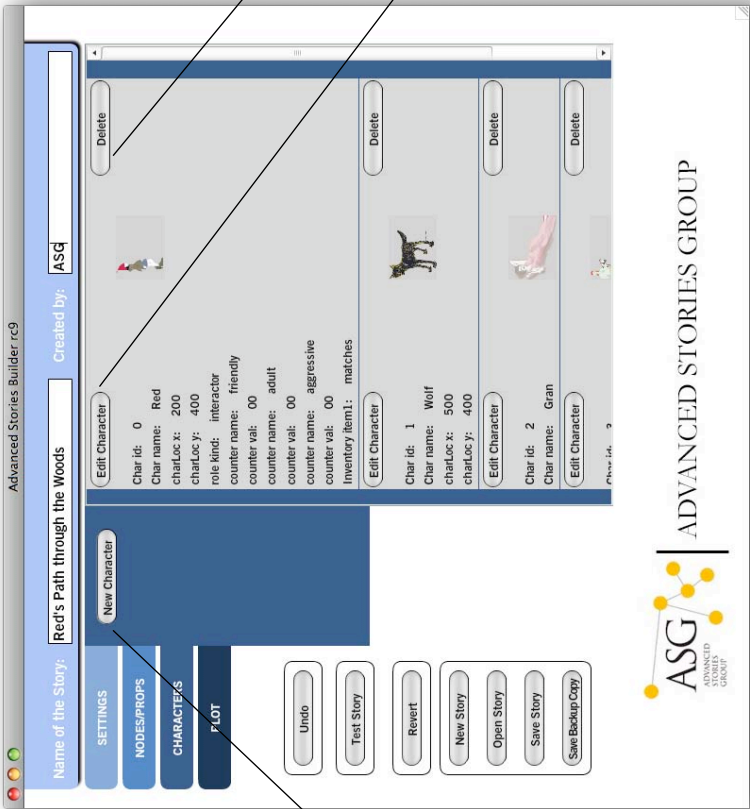 Advanced Stories Builder rc9
Name of the Story: Red's Path through the Woods Created by: ASG
SETTINGS
NODES/PROPS
CHARACTERS
PLOT
New Character
Edit Character Delete
Char id: 0
Char name: Red
charLoc x: 200
charLoc y: 400
role kind: interactor
counter name: friendly
counter val: 00
counter name: adult
counter val: 00
counter name: aggressive
counter val: 00
Inventory item1: matches
Edit Character Delete
Char id: 1
Char name: Wolf
charLoc x: 500
charLoc y: 400
Edit Character Delete
Char id: 2
Char name: Gran
Edit Character Delete
Char id: 3
Undo
Test Story
Revert
New Story
Open Story
Save Story
Save Backup Copy
ASG
ADVANCED
STORIES
GROUP
ADVANCED STORIES GROUP